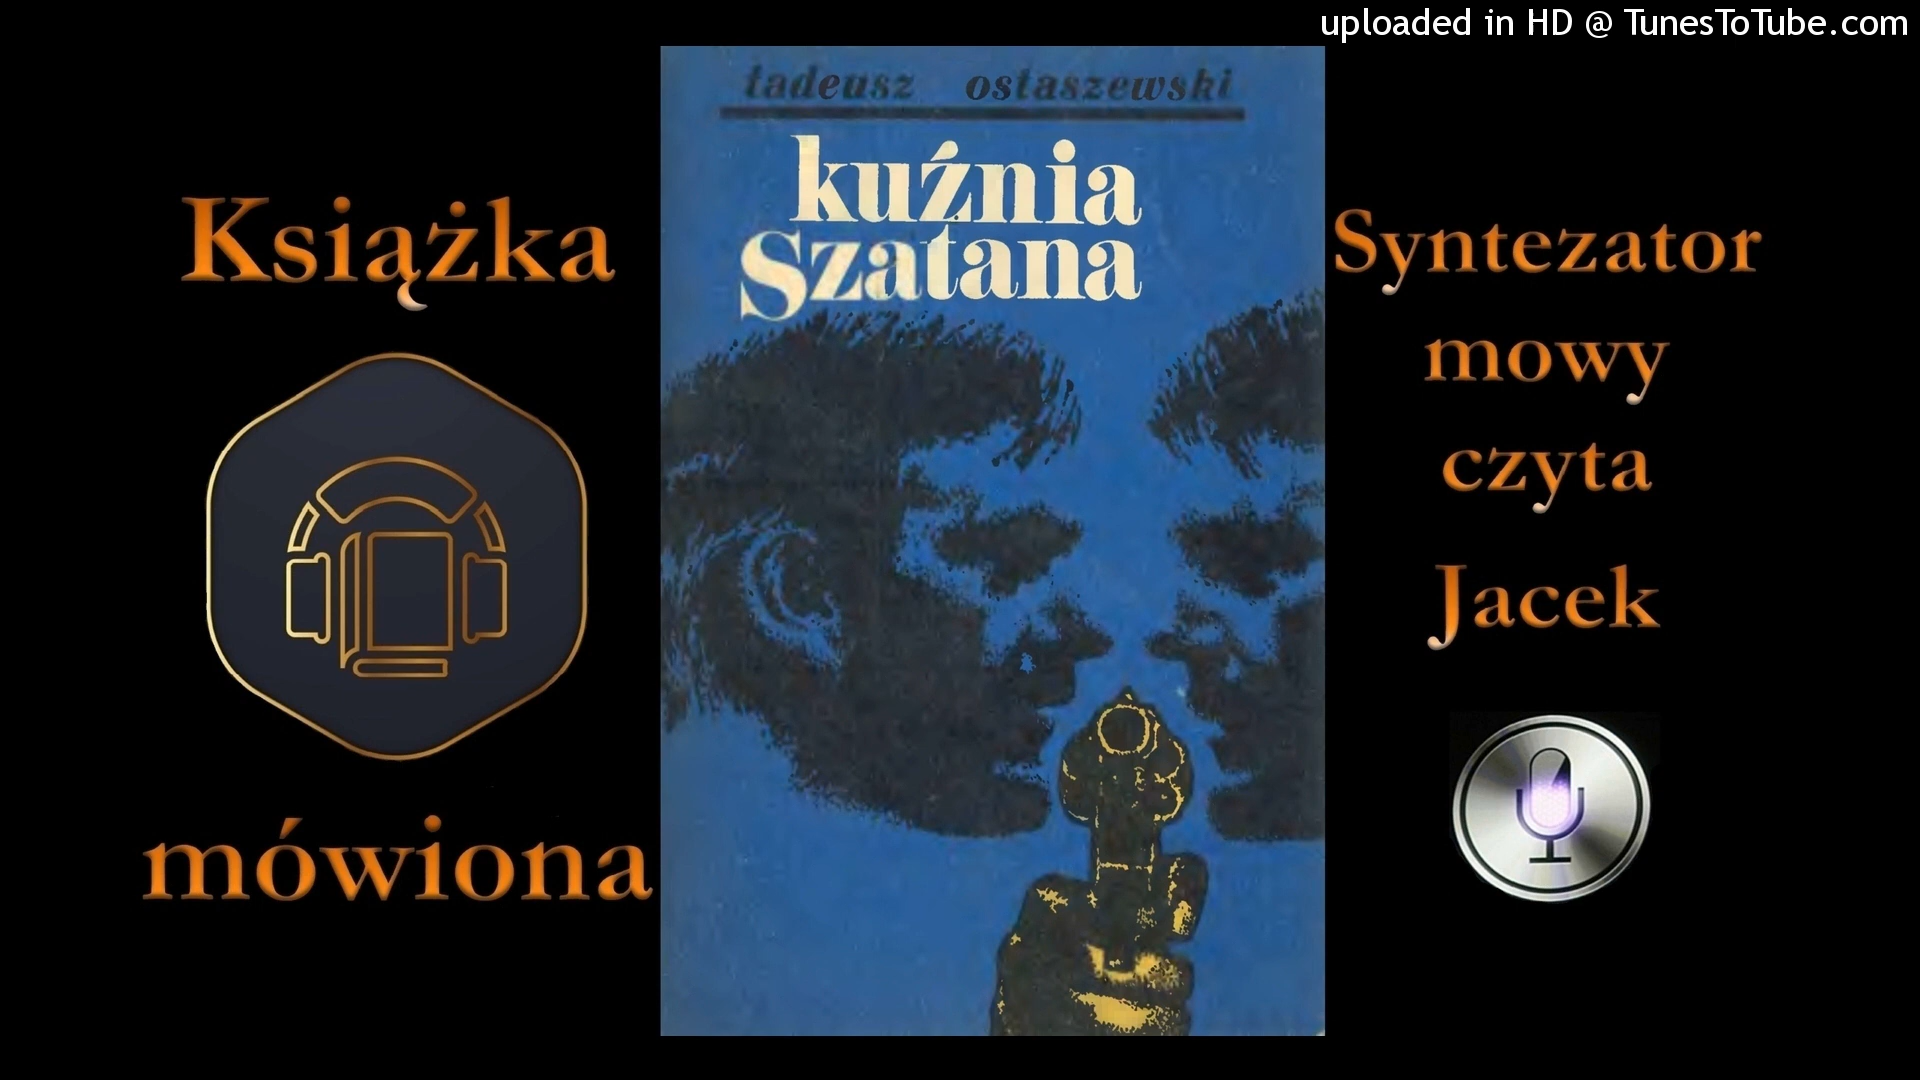 uploaded in HD @ TunesToTube.com
tadeusz ostaszewski
kuźnia
Szatana
Książka
mówiona
Syntezator
mowy
czyta
Jacek